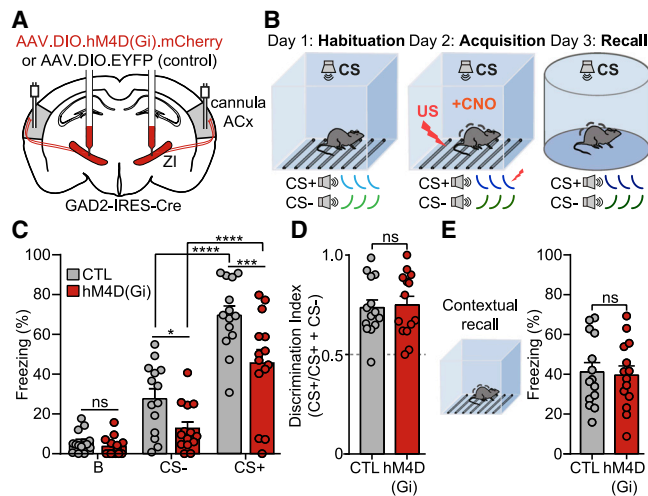 A
AAV.DIO.hM4D(Gi).mCherry
or AAV.DIO.EYFP (control)
cannula
ACx
ZI
GAD2-IRES-Cre
B
Day 1: Habituation
CS
CS+
CS-
Day 2: Acquisition
CS
+CNO
US
CS+
CS-
Day 3: Recall
CS
CS+
CS-
C
Freezing (%)
100
80
60
40
20
0
CTL
hM4D(Gi)
ns
*
****
****
***
B
CS-
CS+
D
Discrimination Index
(CS+/CS+ + CS-)
1.0
0.5
0
ns
CTL
hM4D
(Gi)
E
Contextual
recall
Freezing (%)
100
80
60
40
20
0
ns
CTL
hM4D
(Gi)